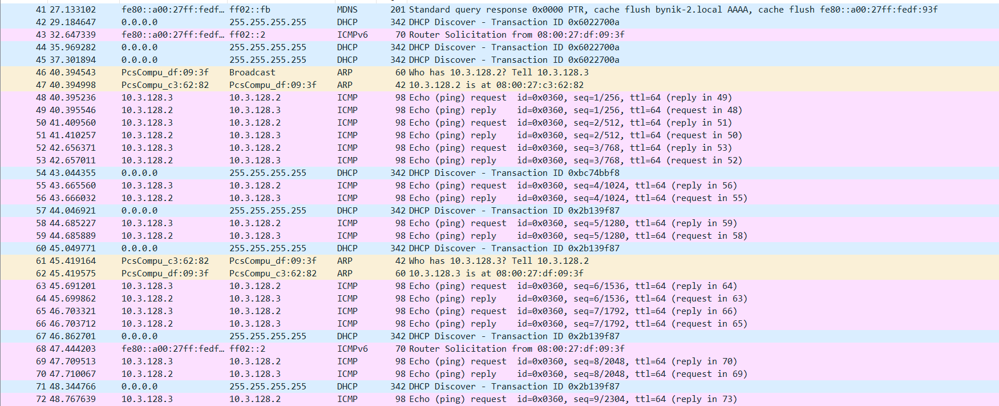 41 27.133102 fe80::a00:27ff:fedf… ff02::fb MDNS 201 Standard query response 0x0000 PTR, cache flush bynik-2.local AAAA, cache flush fe80::a00:27ff:fedf:93f
42 29.184647 0.0.0.0 255.255.255.255 DHCP 342 DHCP Discover - Transaction ID 0x6022700a
43 32.647339 fe80::a00:27ff:fedf… ff02::2 ICMPv6 70 Router Solicitation from 08:00:27:df:09:3f
44 35.969282 0.0.0.0 255.255.255.255 DHCP 342 DHCP Discover - Transaction ID 0x6022700a
45 37.301894 0.0.0.0 255.255.255.255 DHCP 342 DHCP Discover - Transaction ID 0x6022700a
46 40.394543 PcsCompu_df:09:3f Broadcast ARP 60 Who has 10.3.128.2? Tell 10.3.128.3
47 40.394998 PcsCompu_c3:62:82 PcsCompu_df:09:3f ARP 42 10.3.128.2 is at 08:00:27:c3:62:82
48 40.395236 10.3.128.3 10.3.128.2 ICMP 98 Echo (ping) request id=0x0360, seq=1/256, ttl=64 (reply in 49)
49 40.395546 10.3.128.2 10.3.128.3 ICMP 98 Echo (ping) reply id=0x0360, seq=1/256, ttl=64 (request in 48)
50 41.409560 10.3.128.3 10.3.128.2 ICMP 98 Echo (ping) request id=0x0360, seq=2/512, ttl=64 (reply in 51)
51 41.410257 10.3.128.2 10.3.128.3 ICMP 98 Echo (ping) reply id=0x0360, seq=2/512, ttl=64 (request in 50)
52 42.656371 10.3.128.3 10.3.128.2 ICMP 98 Echo (ping) request id=0x0360, seq=3/768, ttl=64 (reply in 53)
53 42.657011 10.3.128.2 10.3.128.3 ICMP 98 Echo (ping) reply id=0x0360, seq=3/768, ttl=64 (request in 52)
54 43.044355 0.0.0.0 255.255.255.255 DHCP 342 DHCP Discover - Transaction ID 0xbc74bbf8
55 43.665560 10.3.128.3 10.3.128.2 ICMP 98 Echo (ping) request id=0x0360, seq=4/1024, ttl=64 (reply in 56)
56 43.666032 10.3.128.2 10.3.128.3 ICMP 98 Echo (ping) reply id=0x0360, seq=4/1024, ttl=64 (request in 55)
57 44.046921 0.0.0.0 255.255.255.255 DHCP 342 DHCP Discover - Transaction ID 0x2b139f87
58 44.685227 10.3.128.3 10.3.128.2 ICMP 98 Echo (ping) request id=0x0360, seq=5/1280, ttl=64 (reply in 59)
59 44.685889 10.3.128.2 10.3.128.3 ICMP 98 Echo (ping) reply id=0x0360, seq=5/1280, ttl=64 (request in 58)
60 45.049771 0.0.0.0 255.255.255.255 DHCP 342 DHCP Discover - Transaction ID 0x2b139f87
61 45.419164 PcsCompu_c3:62:82 PcsCompu_df:09:3f ARP 42 Who has 10.3.128.3? Tell 10.3.128.2
62 45.419575 PcsCompu_df:09:3f PcsCompu_c3:62:82 ARP 60 10.3.128.3 is at 08:00:27:df:09:3f
63 45.691201 10.3.128.3 10.3.128.2 ICMP 98 Echo (ping) request id=0x0360, seq=6/1536, ttl=64 (reply in 64)
64 45.699862 10.3.128.2 10.3.128.3 ICMP 98 Echo (ping) reply id=0x0360, seq=6/1536, ttl=64 (request in 63)
65 46.703321 10.3.128.3 10.3.128.2 ICMP 98 Echo (ping) request id=0x0360, seq=7/1792, ttl=64 (reply in 66)
66 46.703712 10.3.128.2 10.3.128.3 ICMP 98 Echo (ping) reply id=0x0360, seq=7/1792, ttl=64 (request in 65)
67 46.862701 0.0.0.0 255.255.255.255 DHCP 342 DHCP Discover - Transaction ID 0x2b139f87
68 47.444203 fe80::a00:27ff:fedf… ff02::2 ICMPv6 70 Router Solicitation from 08:00:27:df:09:3f
69 47.709513 10.3.128.3 10.3.128.2 ICMP 98 Echo (ping) request id=0x0360, seq=8/2048, ttl=64 (reply in 70)
70 47.710067 10.3.128.2 10.3.128.3 ICMP 98 Echo (ping) reply id=0x0360, seq=8/2048, ttl=64 (request in 69)
71 48.344766 0.0.0.0 255.255.255.255 DHCP 342 DHCP Discover - Transaction ID 0x2b139f87
72 48.767639 10.3.128.3 10.3.128.2 ICMP 98 Echo (ping) request id=0x0360, seq=9/2304, ttl=64 (reply in 73)